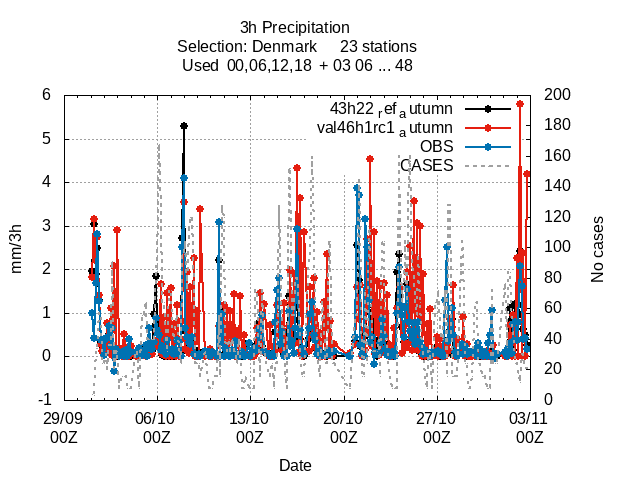 3h Precipitation
Selection: Denmark 23 stations
Used 00,06,12,18 + 03 06 ... 48
43h22refautumn
val46h1rc1autumn
OBS
CASES
6
5
4
3
2
1
0
-1
200
180
160
140
120
100
80
60
40
20
0
mm/3h
No cases
29/09 06/10 13/10 20/10 27/10 03/11
00Z 00Z 00Z 00Z 00Z 00Z
Date